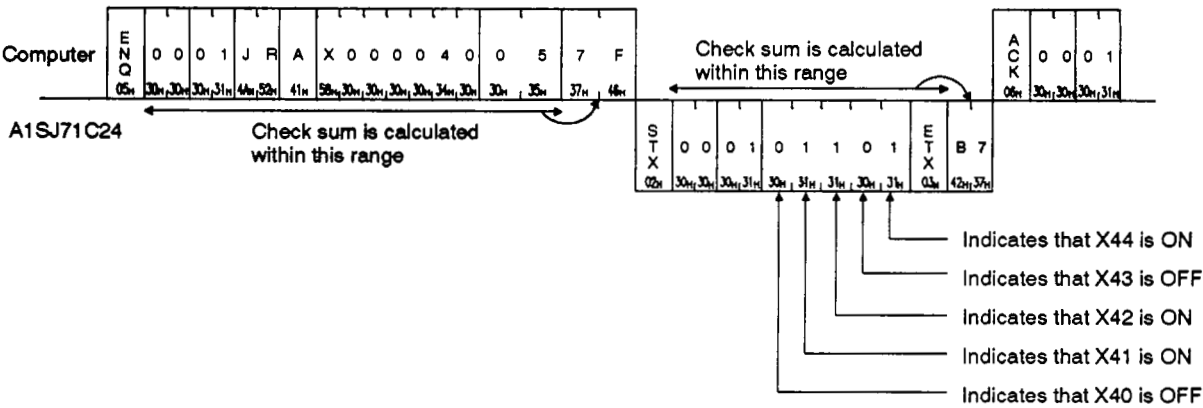 Computer
ENQ 0 0 0 1 J R A X 0 0 0 0 4 0 0 5 7 F
05H 30H 30H 30H 31H 4AH 52H 41H 58H 30H 30H 30H 30H 34H 30H 30H 35H 37H 46H
Check sum is calculated
within this range
ACK 0 0 0 1
06H 30H 30H 30H 31H
A1SJ71C24
Check sum is calculated
within this range
STX 0 0 0 1 0 1 1 0 1 ETX B 7
02H 30H 30H 30H 31H 30H 31H 31H 30H 31H 03H 42H 37H
Indicates that X44 is ON
Indicates that X43 is OFF
Indicates that X42 is ON
Indicates that X41 is ON
Indicates that X40 is OFF